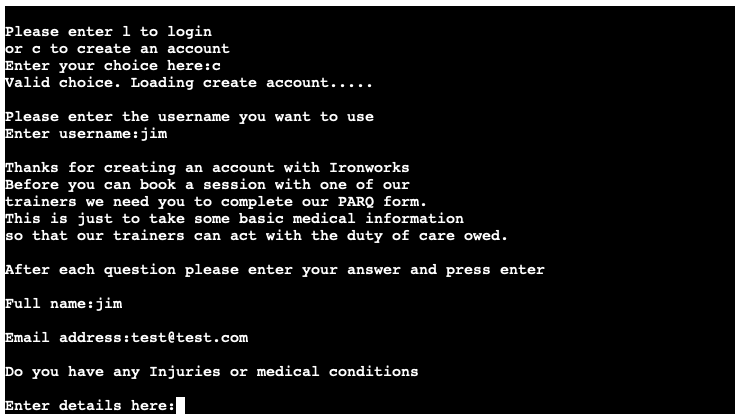 Please enter l to login
or c to create an account
Enter your choice here:c
Valid choice. Loading create account.....
Please enter the username you want to use
Enter username:jim
Thanks for creating an account with Ironworks
Before you can book a session with one of our
trainers we need you to complete our PARQ form.
This is just to take some basic medical information
so that our trainers can act with the duty of care owed.
After each question please enter your answer and press enter
Full name:jim
Email address:test@test.com
Do you have any Injuries or medical conditions
Enter details here: